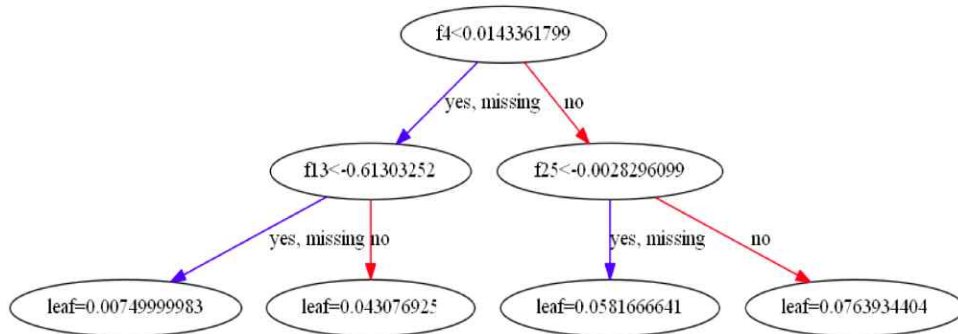 f4<0.0143361799
yes, missing
no
f13<-0.61303252
f25<-0.0028296099
yes, missing
no
yes, missing
no
leaf=0.00749999983
leaf=0.043076925
leaf=0.0581666641
leaf=0.0763934404